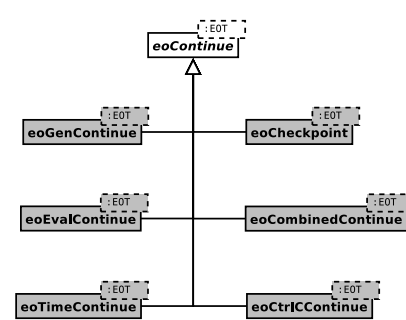 :EOT
eoContinue
:EOT
eoGenContinue
:EOT
eoCheckpoint
:EOT
eoEvalContinue
:EOT
eoCombinedContinue
:EOT
eoTimeContinue
:EOT
eoCtrlCContinue